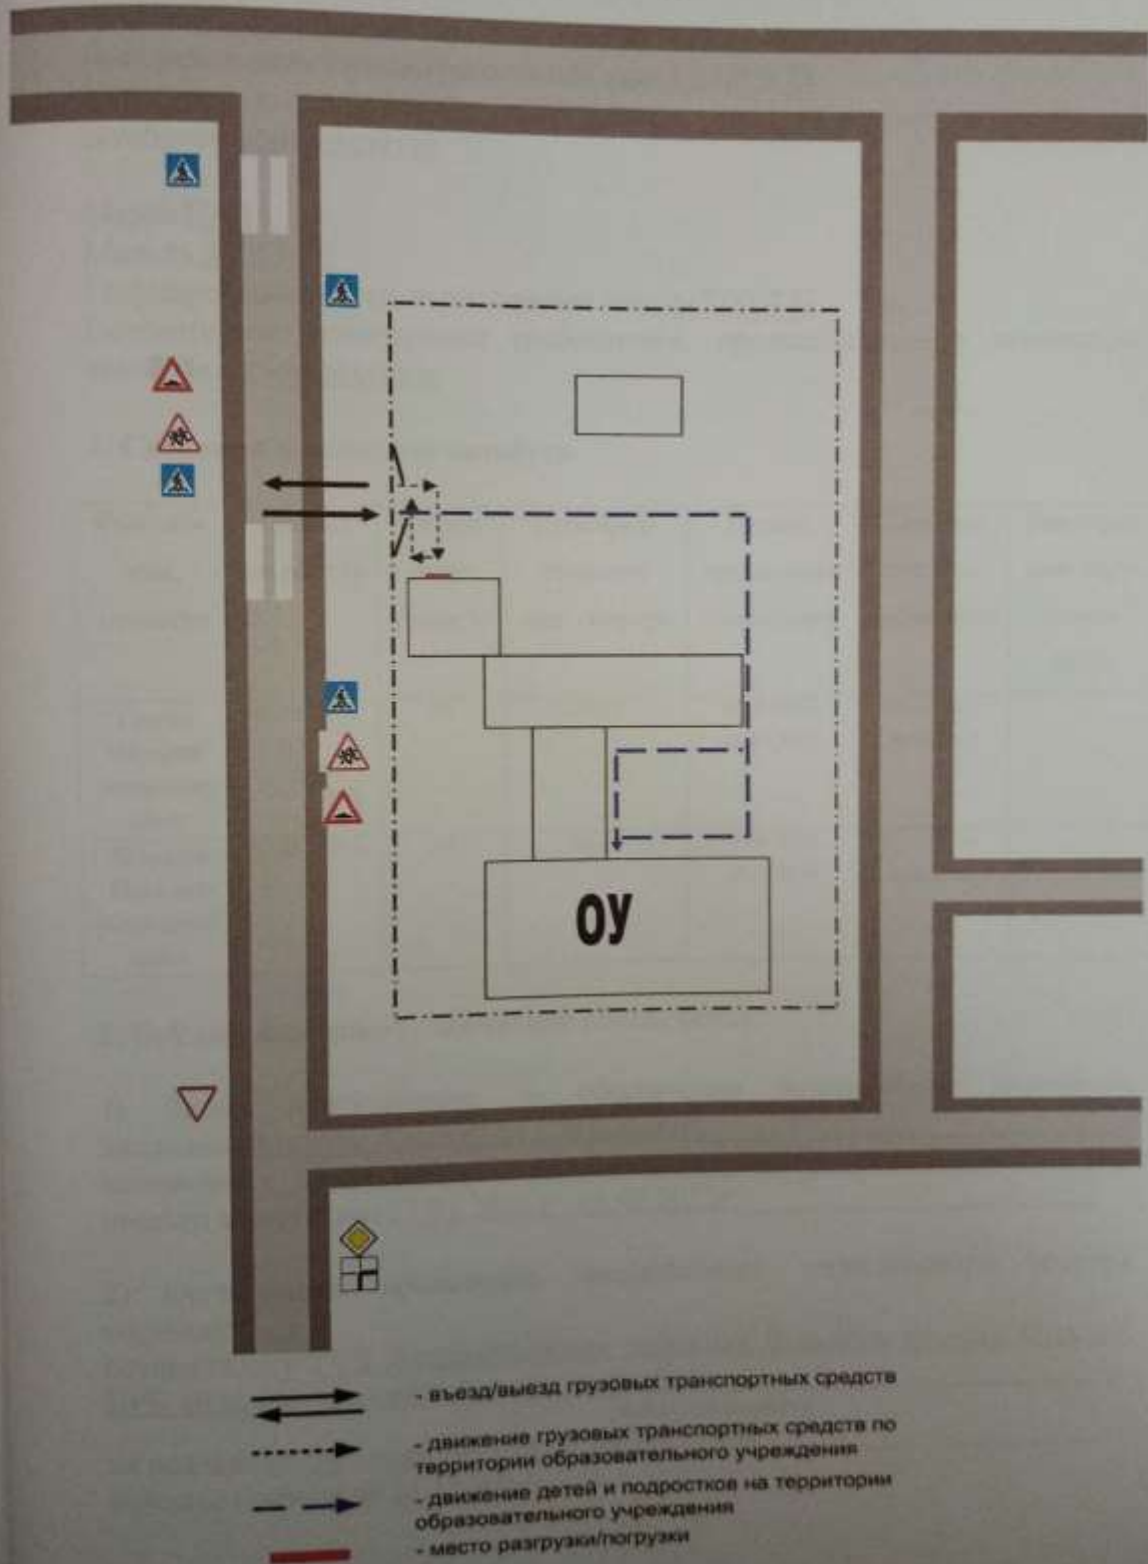 ОУ
- въезд/выезд грузовых транспортных средств
- движение грузовых транспортных средств по
территории образовательного учреждения
- движение детей и подростков на территории
образовательного учреждения
- место разгрузки/погрузки